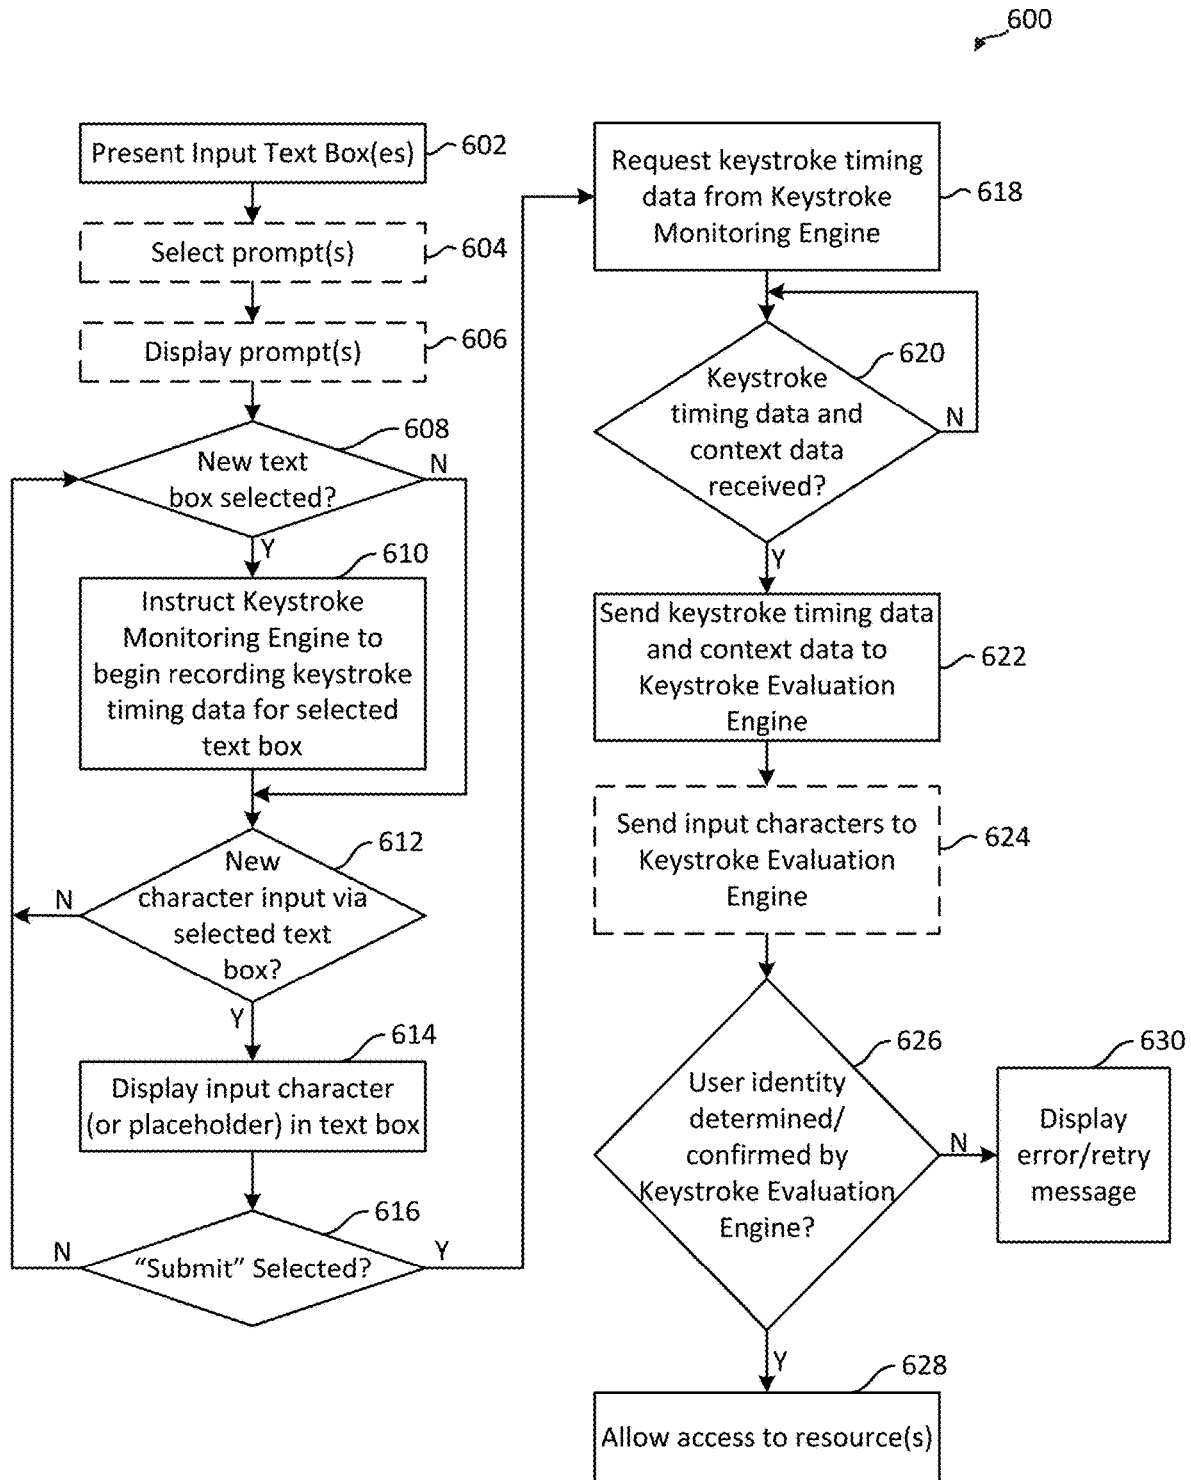 600
Present Input Text Box(es)
602
Select prompt(s)
604
Display prompt(s)
606
608
New text
box selected?
N
Y
610
Instruct Keystroke
Monitoring Engine to
begin recording keystroke
timing data for selected
text box
612
New
character input via
selected text
box?
N
Y
614
Display input character
(or placeholder) in text box
616
“Submit” Selected?
N
Y
Request keystroke timing
data from Keystroke
Monitoring Engine
618
620
Keystroke
timing data and
context data
received?
N
Y
Send keystroke timing data
and context data to
Keystroke Evaluation
Engine
622
Send input characters to
Keystroke Evaluation
Engine
624
626
User identity
determined/
confirmed by
Keystroke Evaluation
Engine?
N
Y
630
Display
error/retry
message
628
Allow access to resource(s)